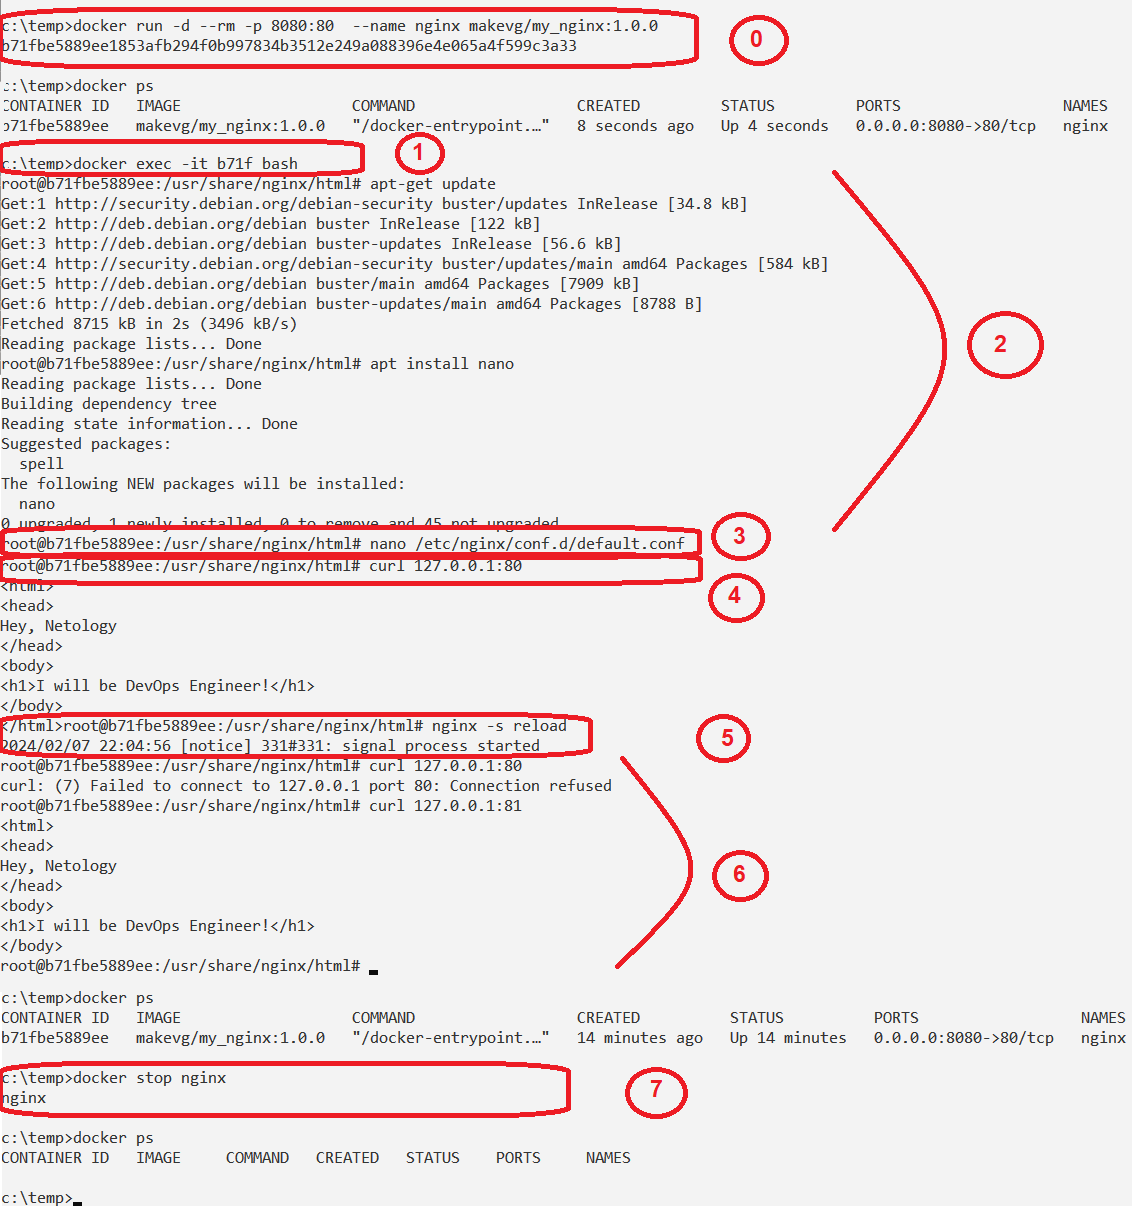 c:\temp>docker run -d --rm -p 8080:80  --name nginx makevg/my_nginx:1.0.0
b71fbe5889ee1853afb294f0b997834b3512e249a088396e4e065a4f599c3a33
0
c:\temp>docker ps
CONTAINER ID   IMAGE                   COMMAND                  CREATED         STATUS         PORTS                  NAMES
b71fbe5889ee   makevg/my_nginx:1.0.0   "/docker-entrypoint.…"   8 seconds ago   Up 4 seconds   0.0.0.0:8080->80/tcp   nginx
c:\temp>docker exec -it b71f bash
1
root@b71fbe5889ee:/usr/share/nginx/html# apt-get update
Get:1 http://security.debian.org/debian-security buster/updates InRelease [34.8 kB]
Get:2 http://deb.debian.org/debian buster InRelease [122 kB]
Get:3 http://deb.debian.org/debian buster-updates InRelease [56.6 kB]
Get:4 http://security.debian.org/debian-security buster/updates/main amd64 Packages [584 kB]
Get:5 http://deb.debian.org/debian buster/main amd64 Packages [7909 kB]
Get:6 http://deb.debian.org/debian buster-updates/main amd64 Packages [8788 B]
Fetched 8715 kB in 2s (3496 kB/s)
Reading package lists... Done
2
root@b71fbe5889ee:/usr/share/nginx/html# apt install nano
Reading package lists... Done
Building dependency tree
Reading state information... Done
Suggested packages:
  spell
The following NEW packages will be installed:
  nano
0 upgraded, 1 newly installed, 0 to remove and 45 not upgraded
root@b71fbe5889ee:/usr/share/nginx/html# nano /etc/nginx/conf.d/default.conf
3
root@b71fbe5889ee:/usr/share/nginx/html# curl 127.0.0.1:80
4
<html>
<head>
Hey, Netology
</head>
<body>
<h1>I will be DevOps Engineer!</h1>
</body>
</html>root@b71fbe5889ee:/usr/share/nginx/html# nginx -s reload
2024/02/07 22:04:56 [notice] 331#331: signal process started
5
root@b71fbe5889ee:/usr/share/nginx/html# curl 127.0.0.1:80
curl: (7) Failed to connect to 127.0.0.1 port 80: Connection refused
root@b71fbe5889ee:/usr/share/nginx/html# curl 127.0.0.1:81
<html>
<head>
Hey, Netology
6
</head>
<body>
<h1>I will be DevOps Engineer!</h1>
</body>
root@b71fbe5889ee:/usr/share/nginx/html#
c:\temp>docker ps
CONTAINER ID   IMAGE                   COMMAND                  CREATED          STATUS          PORTS                  NAMES
b71fbe5889ee   makevg/my_nginx:1.0.0   "/docker-entrypoint.…"   14 minutes ago   Up 14 minutes   0.0.0.0:8080->80/tcp   nginx
c:\temp>docker stop nginx
nginx
7
c:\temp>docker ps
CONTAINER ID   IMAGE     COMMAND   CREATED   STATUS    PORTS     NAMES
c:\temp>